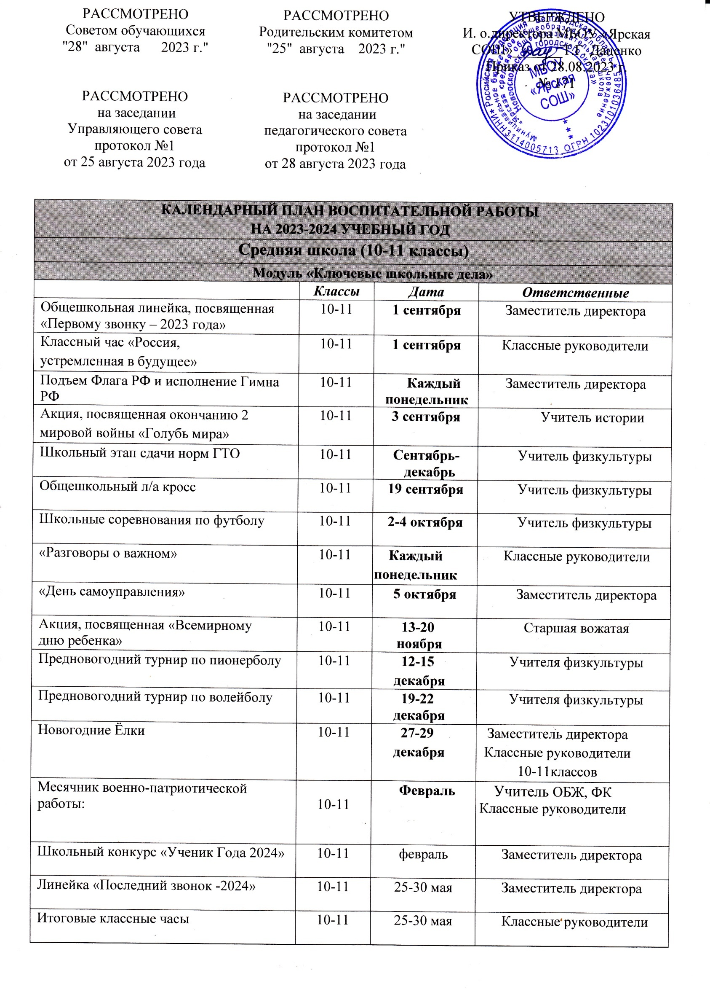 РАССМОТРЕНО
Советом обучающихся
"28" августа 2023 г."
РАССМОТРЕНО
Родительским комитетом
"25" августа 2023 г."
УТВЕРЖДЕНО
И. о.директора МБОУ «Ярская
СОШ» Т.Г. Даценко
Приказ от 28.08.2023 г.
№ 171
МБОУ
«Ярская
СОШ»
* Российская Федерация Белгородская область *
ИНН3114005713 ОГРН 1023101036485
РАССМОТРЕНО
на заседании
Управляющего совета
протокол №1
от 25 августа 2023 года
РАССМОТРЕНО
на заседании
педагогического совета
протокол №1
от 28 августа 2023 года
КАЛЕНДАРНЫЙ ПЛАН ВОСПИТАТЕЛЬНОЙ РАБОТЫ
НА 2023-2024 УЧЕБНЫЙ ГОД
Средняя школа (10-11 классы)
Модуль «Ключевые школьные дела»
Классы Дата Ответственные
Общешкольная линейка, посвященная 10-11 1 сентября Заместитель директора
«Первому звонку – 2023 года»
Классный час «Россия, 10-11 1 сентября Классные руководители
устремленная в будущее»
Подъем Флага РФ и исполнение Гимна 10-11 Каждый Заместитель директора
РФ понедельник
Акция, посвященная окончанию 2 10-11 3 сентября Учитель истории
мировой войны «Голубь мира»
Школьный этап сдачи норм ГТО 10-11 Сентябрь- Учитель физкультуры
декабрь
Общешкольный л/а кросс 10-11 19 сентября Учитель физкультуры
Школьные соревнования по футболу 10-11 2-4 октября Учитель физкультуры
«Разговоры о важном» 10-11 Каждый Классные руководители
понедельник
«День самоуправления» 10-11 5 октября Заместитель директора
Акция, посвященная «Всемирному 10-11 13-20 Старшая вожатая
дню ребенка» ноября
Предновогодний турнир по пионерболу 10-11 12-15 Учителя физкультуры
декабря
Предновогодний турнир по волейболу 10-11 19-22 Учителя физкультуры
декабря
Новогодние Ёлки 10-11 27-29 Заместитель директора
декабря Классные руководители
10-11классов
Месячник военно-патриотической Февраль Учитель ОБЖ, ФК
работы: 10-11 Классные руководители
Школьный конкурс «Ученик Года 2024» 10-11 февраль Заместитель директора
Линейка «Последний звонок -2024» 10-11 25-30 мая Заместитель директора
Итоговые классные часы 10-11 25-30 мая Классные руководители